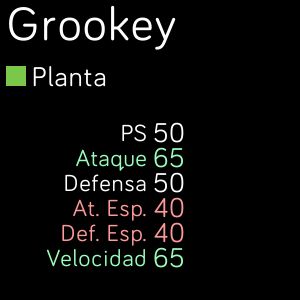 Grookey
Planta
PS 50
Ataque 65
Defensa 50
At. Esp. 40
Def. Esp. 40
Velocidad 65